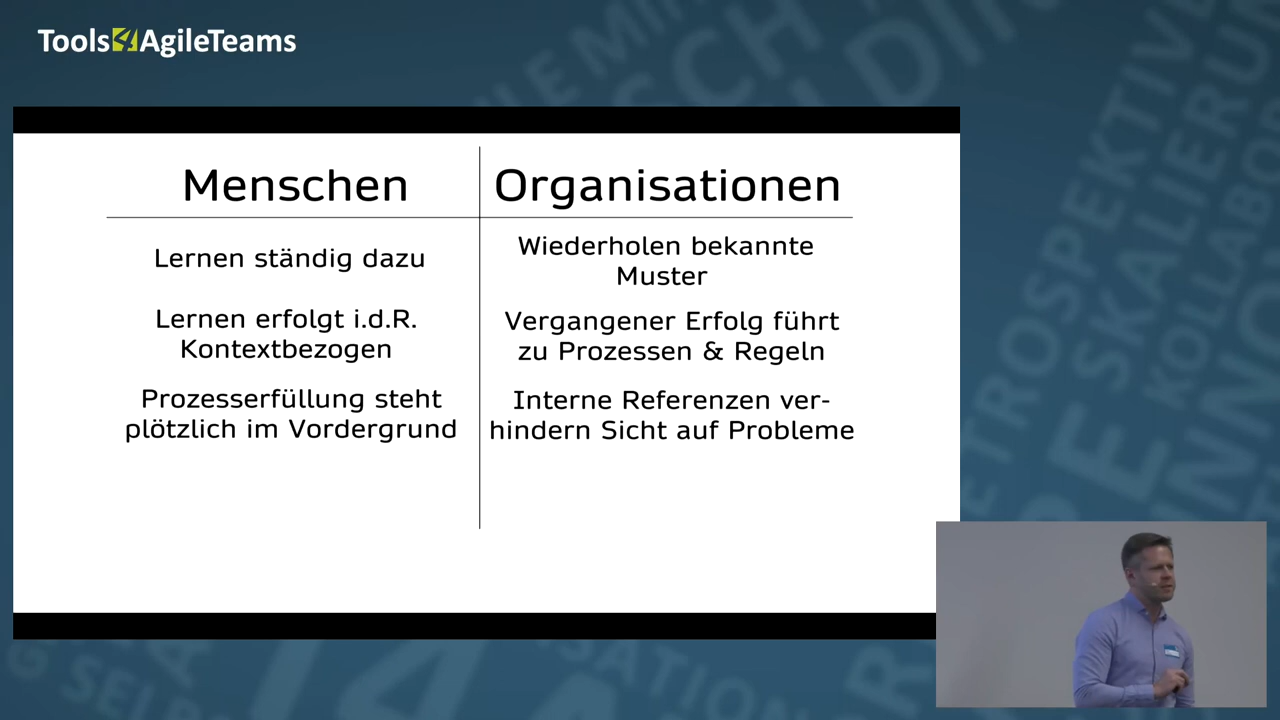 Tools4AgileTeams
Menschen
Organisationen
Lernen ständig dazu
Wiederholen bekannte
Muster
Lernen erfolgt i.d.R.
Kontextbezogen
Vergangener Erfolg führt
zu Prozessen & Regeln
Prozesserfüllung steht
plötzlich im Vordergrund
Interne Referenzen ver-
hindern Sicht auf Probleme